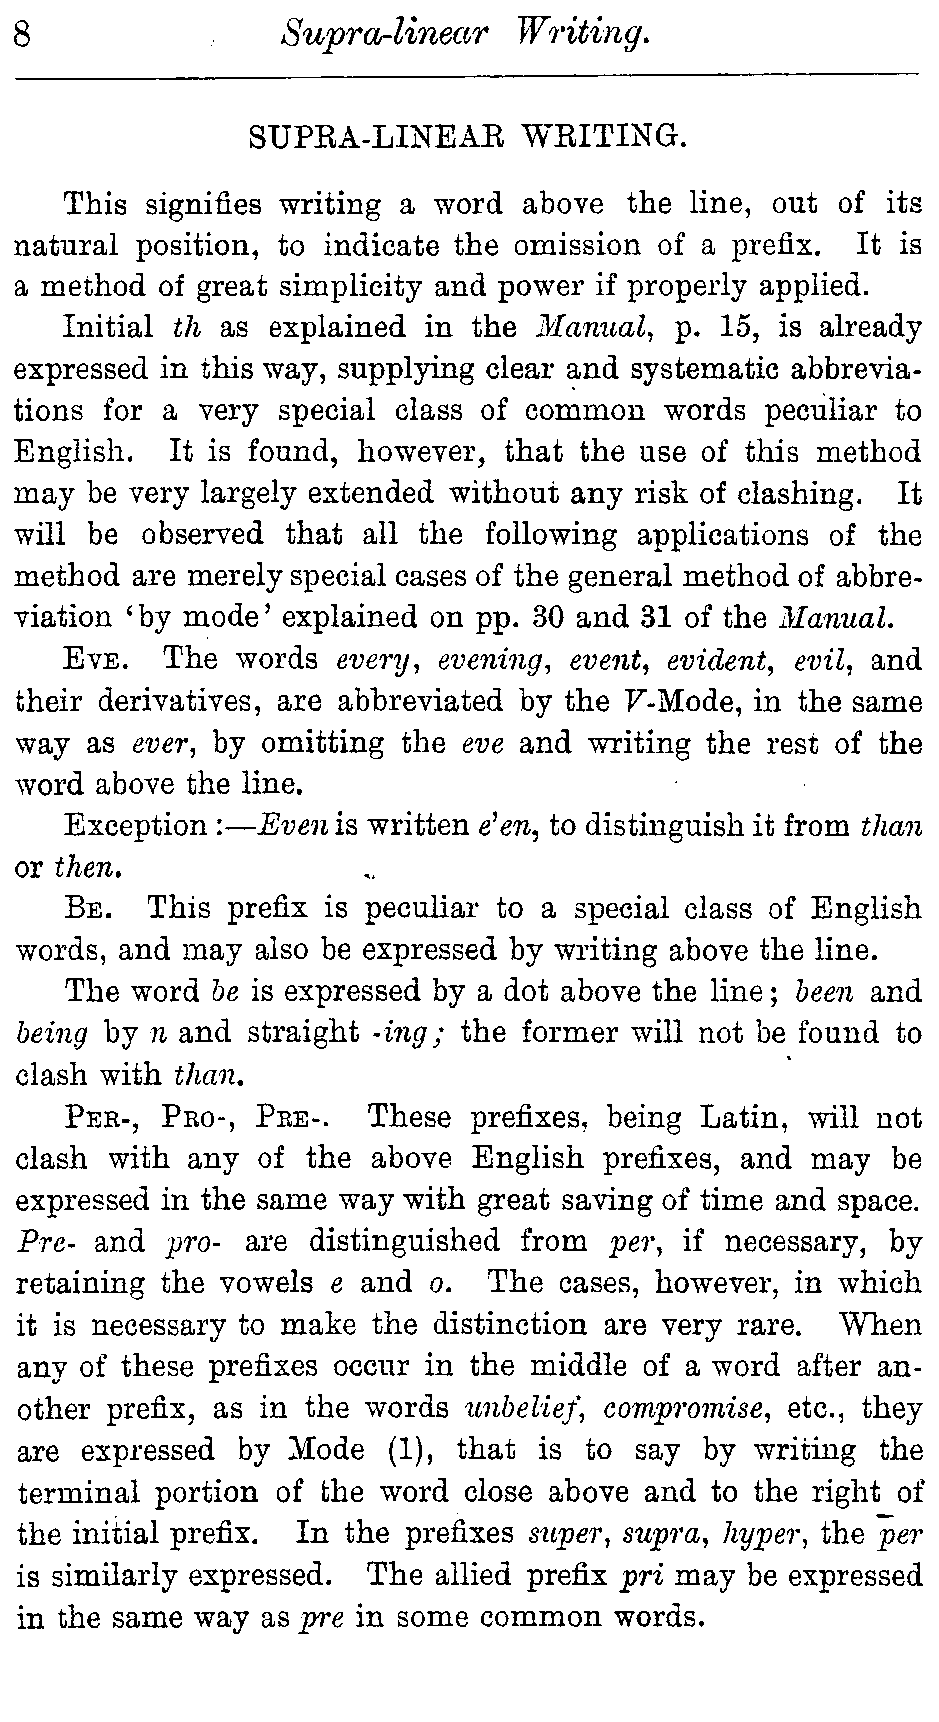 8 Supra-linear Writing.
SUPRA-LINEAR WRITING.
This signifies writing a word above the line, out of its
natural position, to indicate the omission of a prefix. It is
a method of great simplicity and power if properly applied.
Initial th as explained in the Manual, p. 15, is already
expressed in this way, supplying clear and systematic abbrevia-
tions for a very special class of common words peculiar to
English. It is found, however, that the use of this method
may be very largely extended without any risk of clashing. It
will be observed that all the following applications of the
method are merely special cases of the general method of abbre-
viation ‘by mode’ explained on pp. 30 and 31 of the Manual.
EVE. The words every, evening, event, evident, evil, and
their derivatives, are abbreviated by the V-Mode, in the same
way as ever, by omitting the eve and writing the rest of the
word above the line.
Exception :—Even is written e'en, to distinguish it from than
or then.
BE. This prefix is peculiar to a special class of English
words, and may also be expressed by writing above the line.
The word be is expressed by a dot above the line; been and
being by n and straight -ing; the former will not be found to
clash with than.
PER-, PRO-, PRE-. These prefixes, being Latin, will not
clash with any of the above English prefixes, and may be
expressed in the same way with great saving of time and space.
Pre- and pro- are distinguished from per, if necessary, by
retaining the vowels e and o. The cases, however, in which
it is necessary to make the distinction are very rare. When
any of these prefixes occur in the middle of a word after an-
other prefix, as in the words unbelief, compromise, etc., they
are expressed by Mode (1), that is to say by writing the
terminal portion of the word close above and to the right of
the initial prefix. In the prefixes super, supra, hyper, the per
is similarly expressed. The allied prefix pri may be expressed
in the same way as pre in some common words.